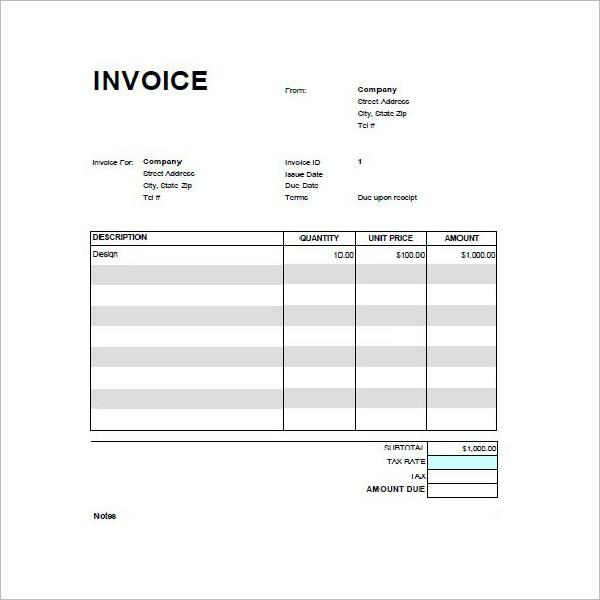 INVOICE
From:
Company
Street Address
City, State Zip
Tel #
Invoice For:
Company
Street Address
City, State Zip
Tel #
Invoice ID
1
Issue Date
Due Date
Terms
Due upon receipt
DESCRIPTION QUANTITY UNIT PRICE AMOUNT
Design 10.00 $100.00 $1,000.00
SUBTOTAL $1,000.00
TAX RATE
TAX
AMOUNT DUE
Notes